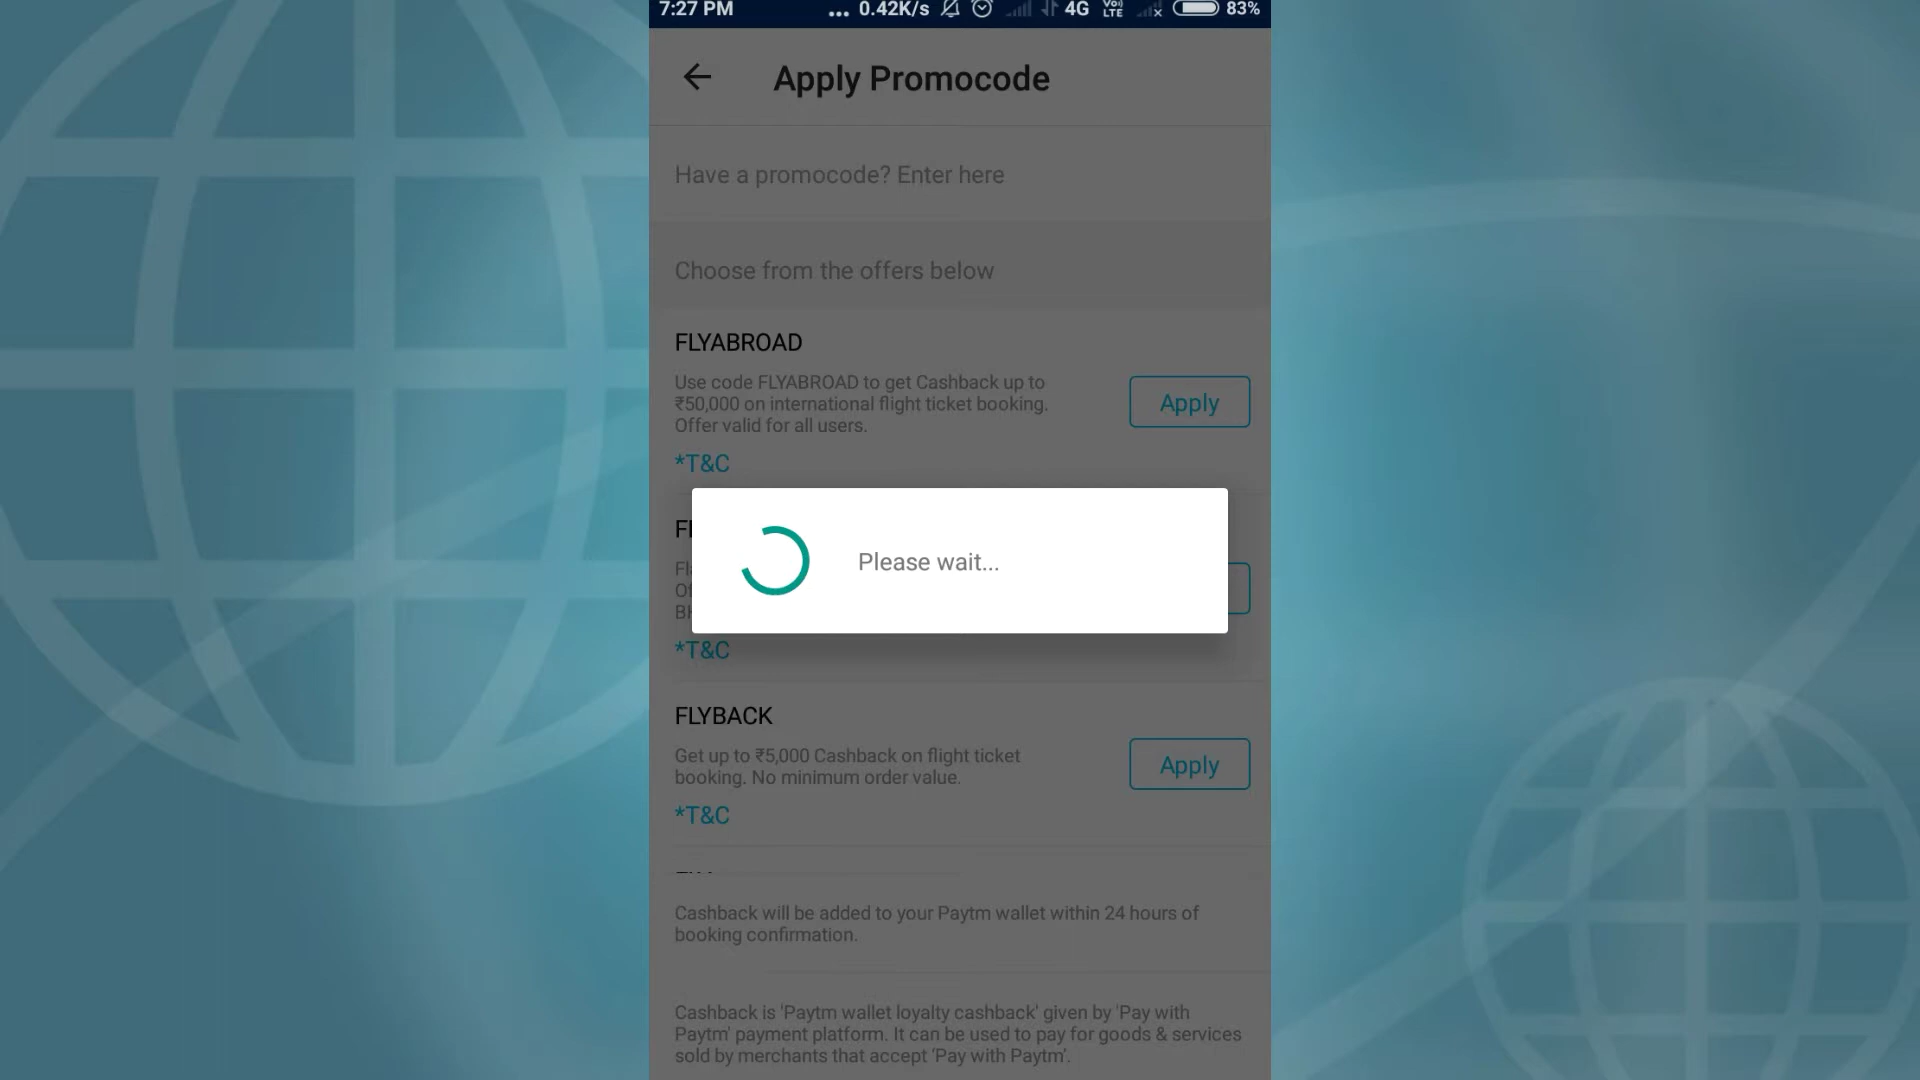 7:27 PM ... 0.42K/s 4G VoLTE 83%
Apply Promocode
Have a promocode? Enter here
Choose from the offers below
FLYABROAD
Use code FLYABROAD to get Cashback up to
₹50,000 on international flight ticket booking.
Offer valid for all users.
Apply
*T&C
Please wait...
*T&C
FLYBACK
Get up to ₹5,000 Cashback on flight ticket
booking. No minimum order value.
Apply
*T&C
Cashback will be added to your Paytm wallet within 24 hours of
booking confirmation.
Cashback is 'Paytm wallet loyalty cashback' given by 'Pay with
Paytm' payment platform. It can be used to pay for goods & services
sold by merchants that accept 'Pay with Paytm'.